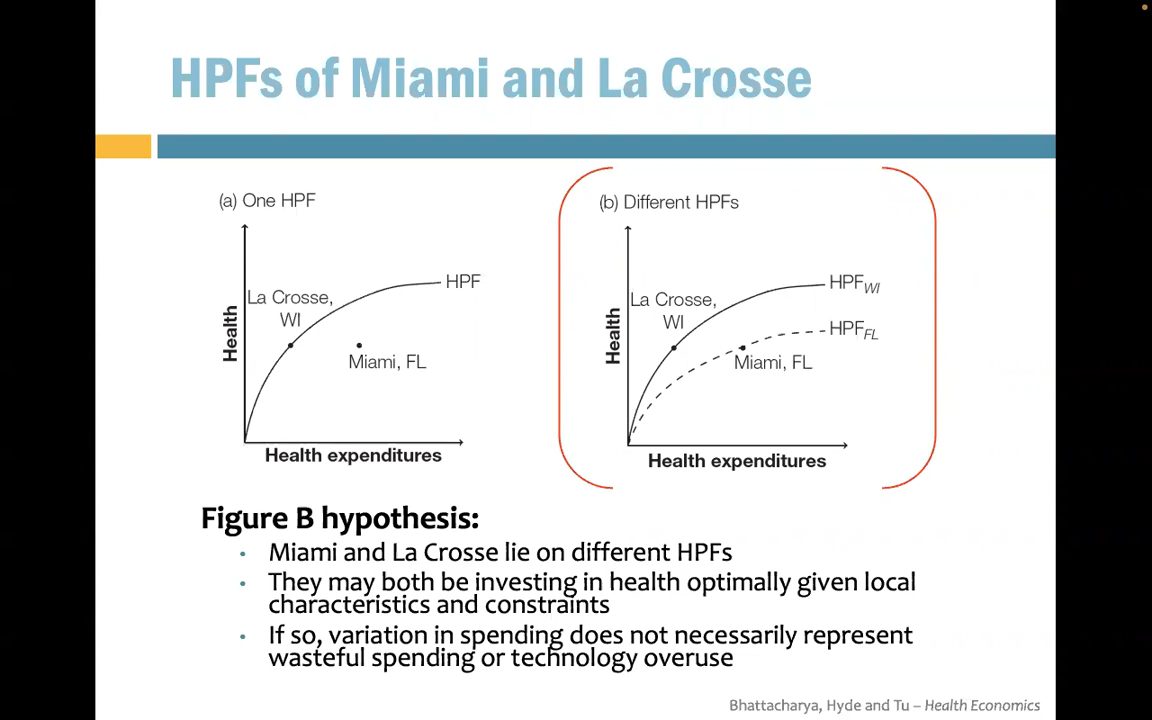 HPFs of Miami and La Crosse
(a) One HPF
HPF
La Crosse,
WI
Miami, FL
Health
Health expenditures
(b) Different HPFs
HPF_WI
La Crosse,
WI
HPF_FL
Miami, FL
Health
Health expenditures
Figure B hypothesis:
• Miami and La Crosse lie on different HPFs
• They may both be investing in health optimally given local
characteristics and constraints
• If so, variation in spending does not necessarily represent
wasteful spending or technology overuse
Bhattacharya, Hyde and Tu – Health Economics